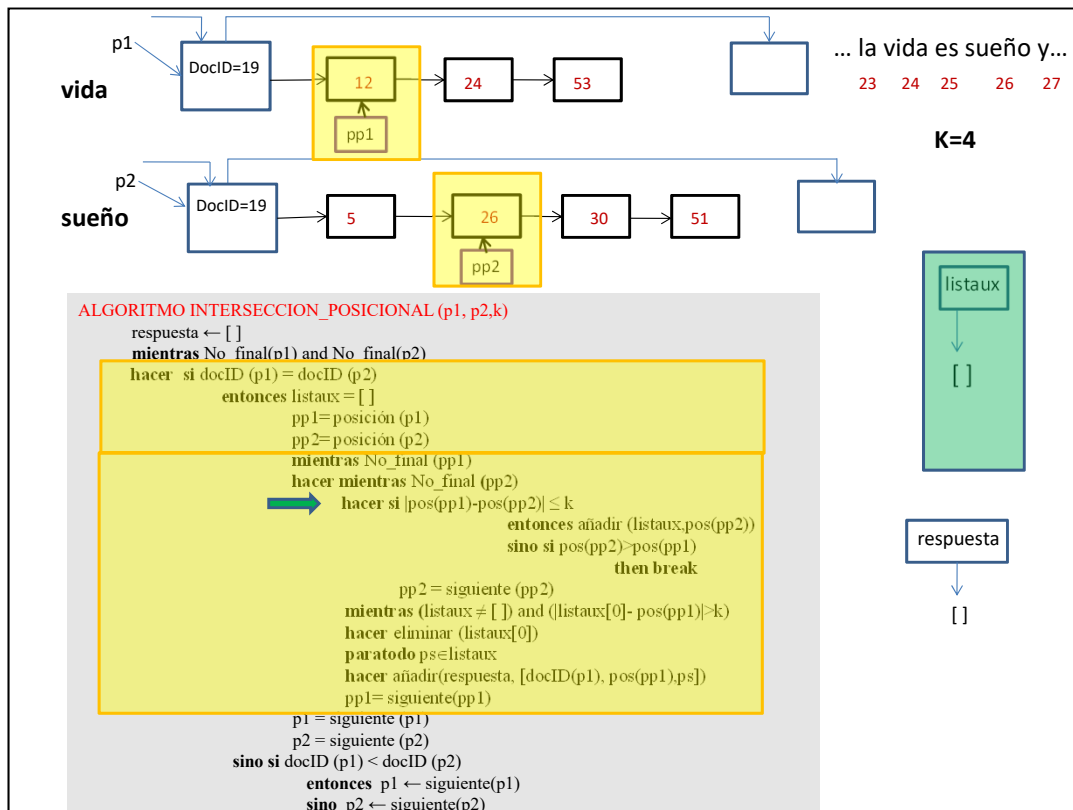 p1
DocID=19
vida
12
24
53
pp1
... la vida es sueño y...
23 24 25 26 27
K=4
p2
DocID=19
sueño
5
26
30
51
pp2
listaux
[ ]
ALGORITMO INTERSECCION_POSICIONAL (p1, p2,k)
respuesta ← [ ]
mientras No_final(p1) and No_final(p2)
hacer si docID (p1) = docID (p2)
entonces listaux = [ ]
pp1= posición (p1)
pp2= posición (p2)
mientras No_final (pp1)
hacer mientras No_final (pp2)
hacer si |pos(pp1)-pos(pp2)| ≤ k
entonces añadir (listaux,pos(pp2))
sino si pos(pp2)>pos(pp1)
then break
pp2 = siguiente (pp2)
mientras (listaux ≠ [ ]) and (|listaux[0]- pos(pp1)|>k)
hacer eliminar (listaux[0])
paratodo ps∈listaux
hacer añadir(respuesta, [docID(p1), pos(pp1),ps])
pp1= siguiente(pp1)
p1 = siguiente (p1)
p2 = siguiente (p2)
sino si docID (p1) < docID (p2)
entonces p1 ← siguiente(p1)
sino p2 ← siguiente(p2)
respuesta
[ ]